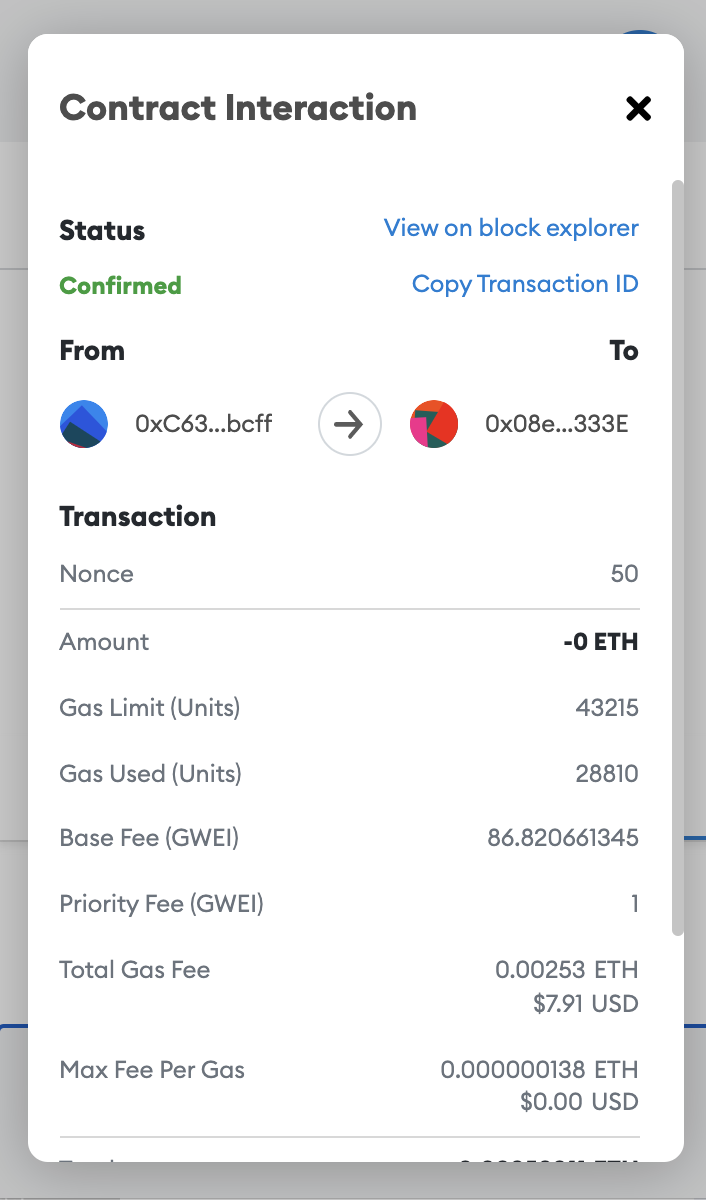 Contract Interaction
Status
View on block explorer
Confirmed
Copy Transaction ID
From
To
0xC63...bcff
0x08e...333E
Transaction
Nonce
50
Amount
-0 ETH
Gas Limit (Units)
43215
Gas Used (Units)
28810
Base Fee (GWEI)
86.820661345
Priority Fee (GWEI)
1
Total Gas Fee
0.00253 ETH
$7.91 USD
Max Fee Per Gas
0.000000138 ETH
$0.00 USD